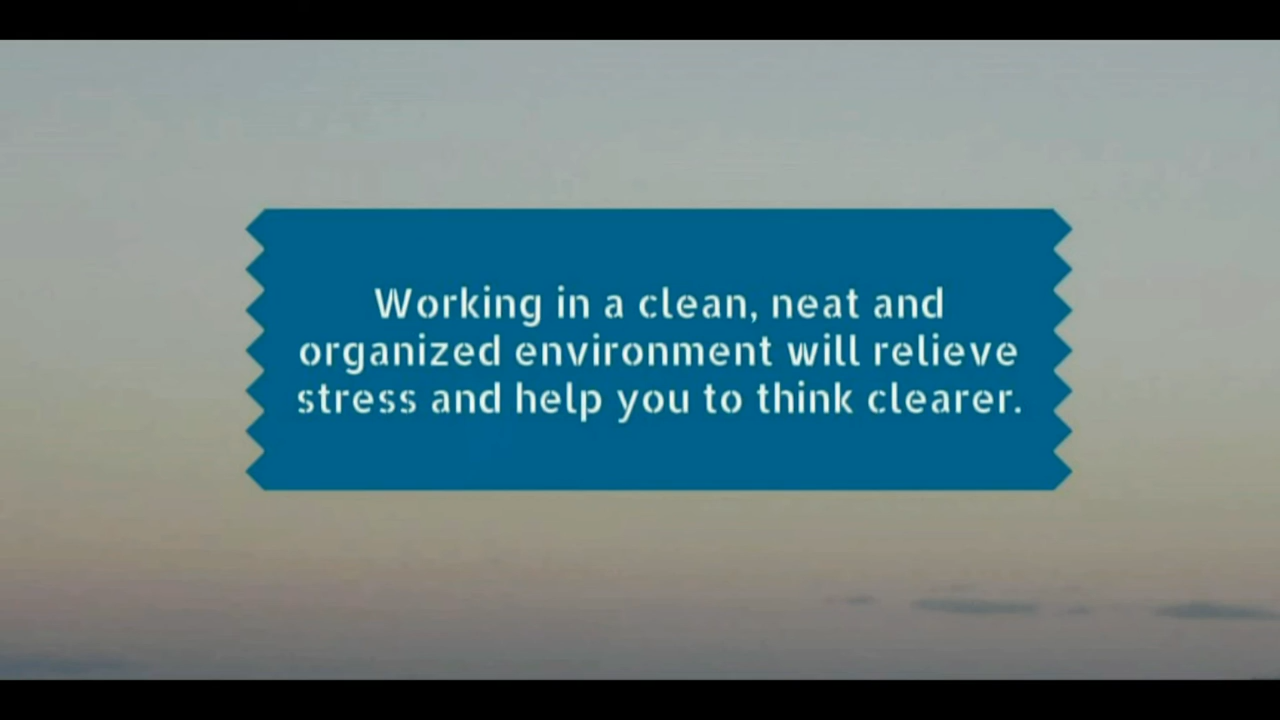 Working in a clean, neat and
organized environment will relieve
stress and help you to think clearer.